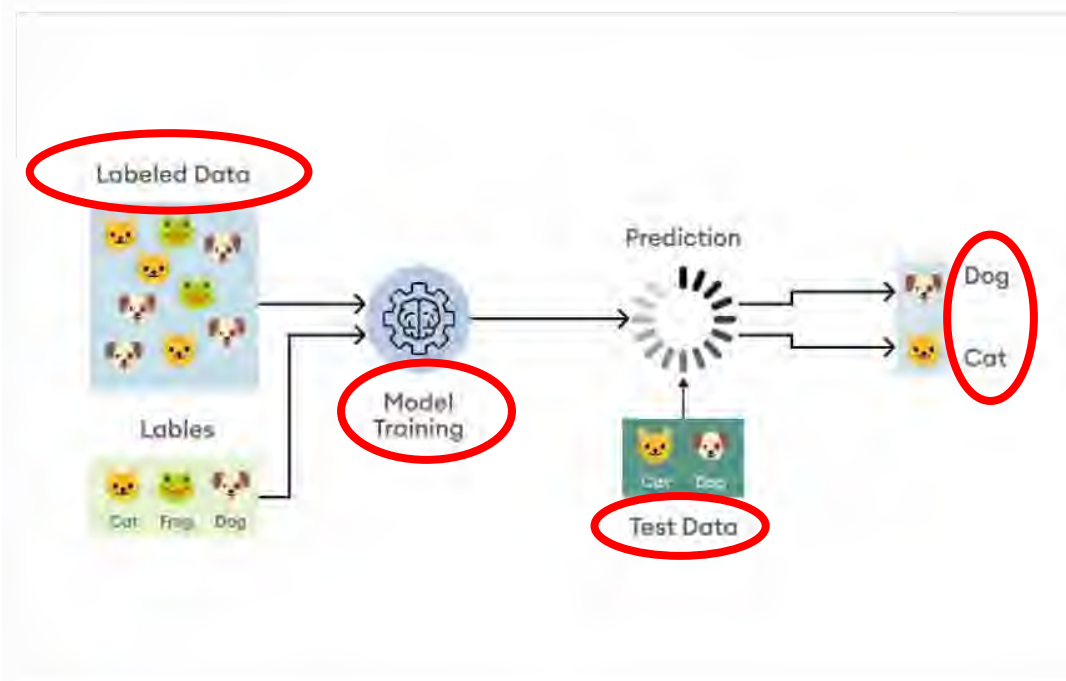 Labeled Data
Prediction
Dog
Cat
Model
Training
Lables
Cat Frog Dog
Cat Dog
Test Data